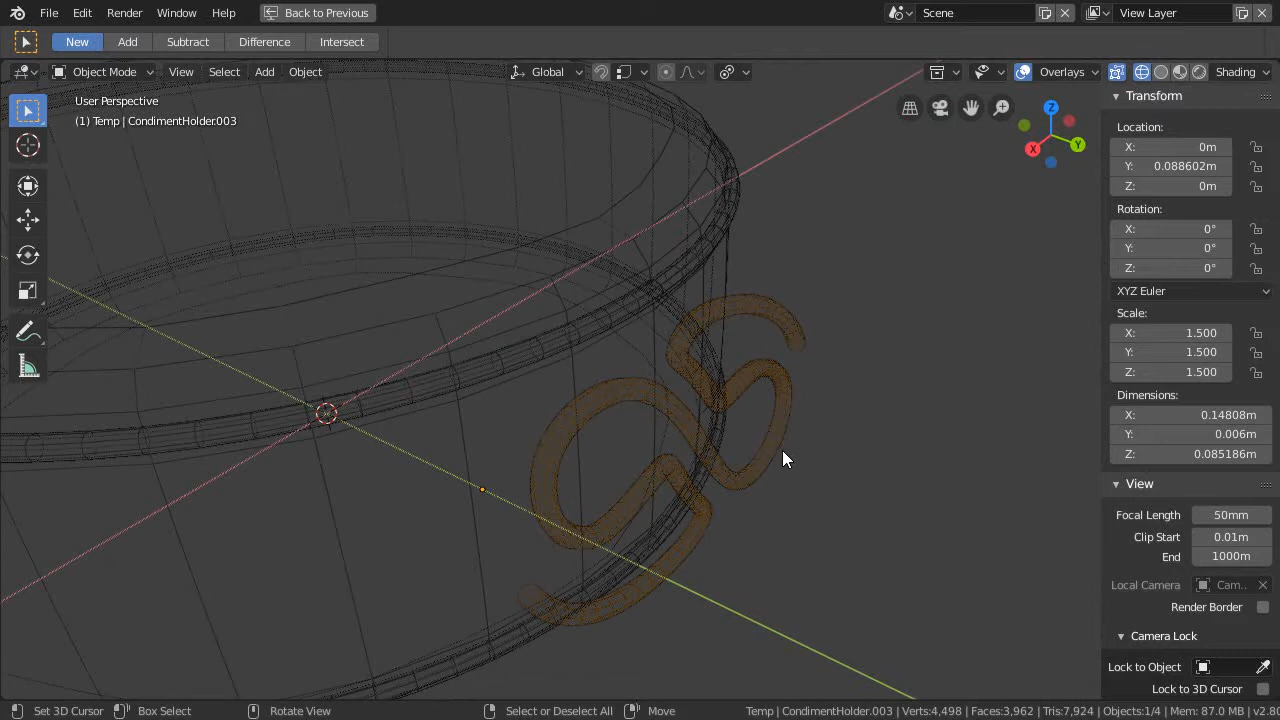 File Edit Render Window Help Back to Previous Scene View Layer
New Add Subtract Difference Intersect
Object Mode View Select Add Object Global Overlays Shading
User Perspective
(1) Temp | CondimentHolder.003
Z
Y
X
Transform
Location:
X: 0m
Y: 0.088602m
Z: 0m
Rotation:
X: 0°
Y: 0°
Z: 0°
XYZ Euler
Scale:
X: 1.500
Y: 1.500
Z: 1.500
Dimensions:
X: 0.14808m
Y: 0.006m
Z: 0.085186m
View
Focal Length 50mm
Clip Start 0.01m
End 1000m
Local Camera Cam..
Render Border
Camera Lock
Lock to Object
Lock to 3D Cursor
Set 3D Cursor Box Select Rotate View Select or Deselect All Move Temp | CondimentHolder.003 | Verts:4,498 | Faces:3,962 | Tris:7,924 | Objects:1/4 | Mem: 87.0 MB | v2.80